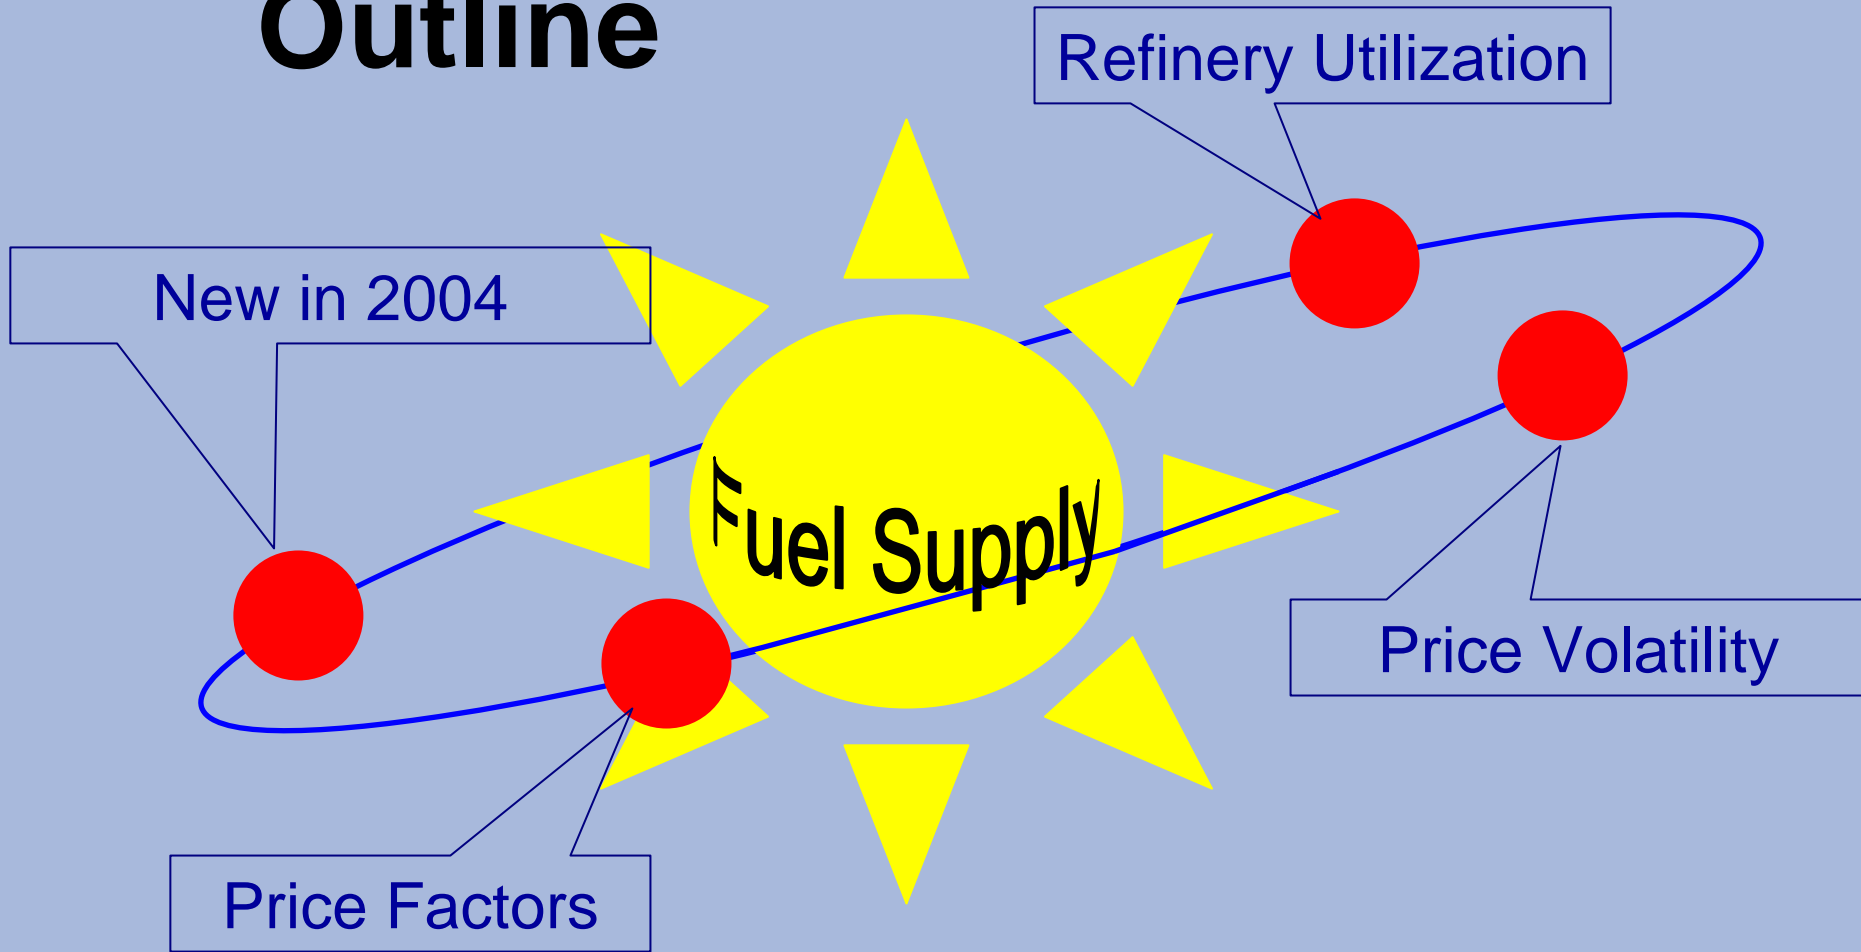 Outline
Refinery Utilization
New in 2004
Fuel Supply
Price Volatility
Price Factors